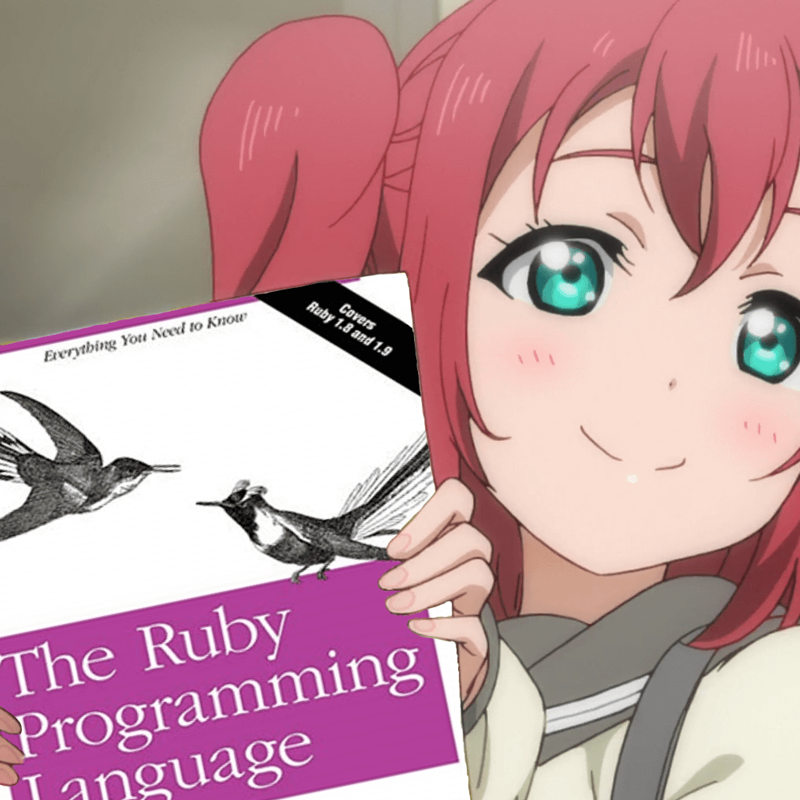 Everything You Need to Know
Covers
Ruby 1.8 and 1.9
The Ruby
Programming
Language